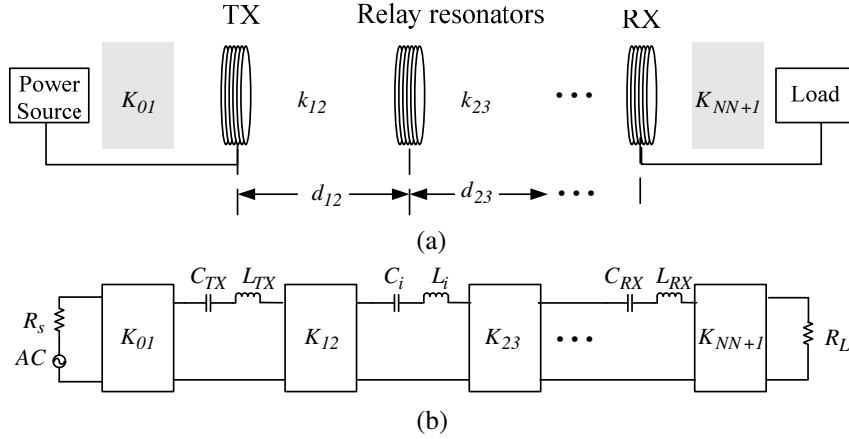 TX Relay resonators RX
Power Source K01 k12 k23 ••• KNN+1 Load
d12 d23 •••
(a)
CTX LTX Ci Li CRX LRX
Rs K01 K12 K23 ••• KNN+1 RL
AC
(b)